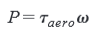 P = τ_aero ω